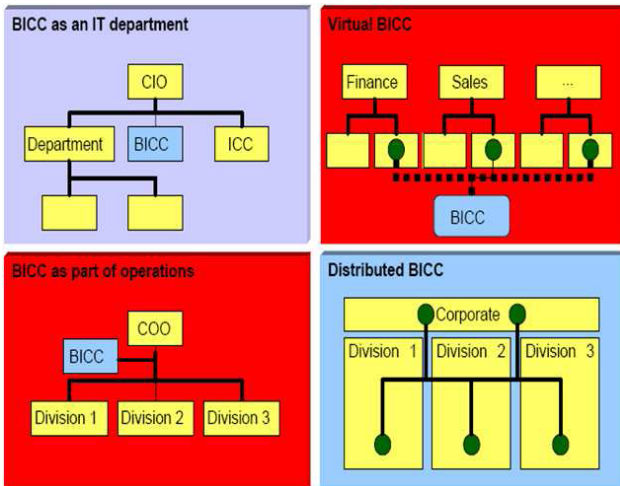 BICC as an IT department
CIO
Department
BICC
ICC
Virtual BICC
Finance
Sales
...
BICC
BICC as part of operations
COO
BICC
Division 1
Division 2
Division 3
Distributed BICC
Corporate
Division 1
Division 2
Division 3